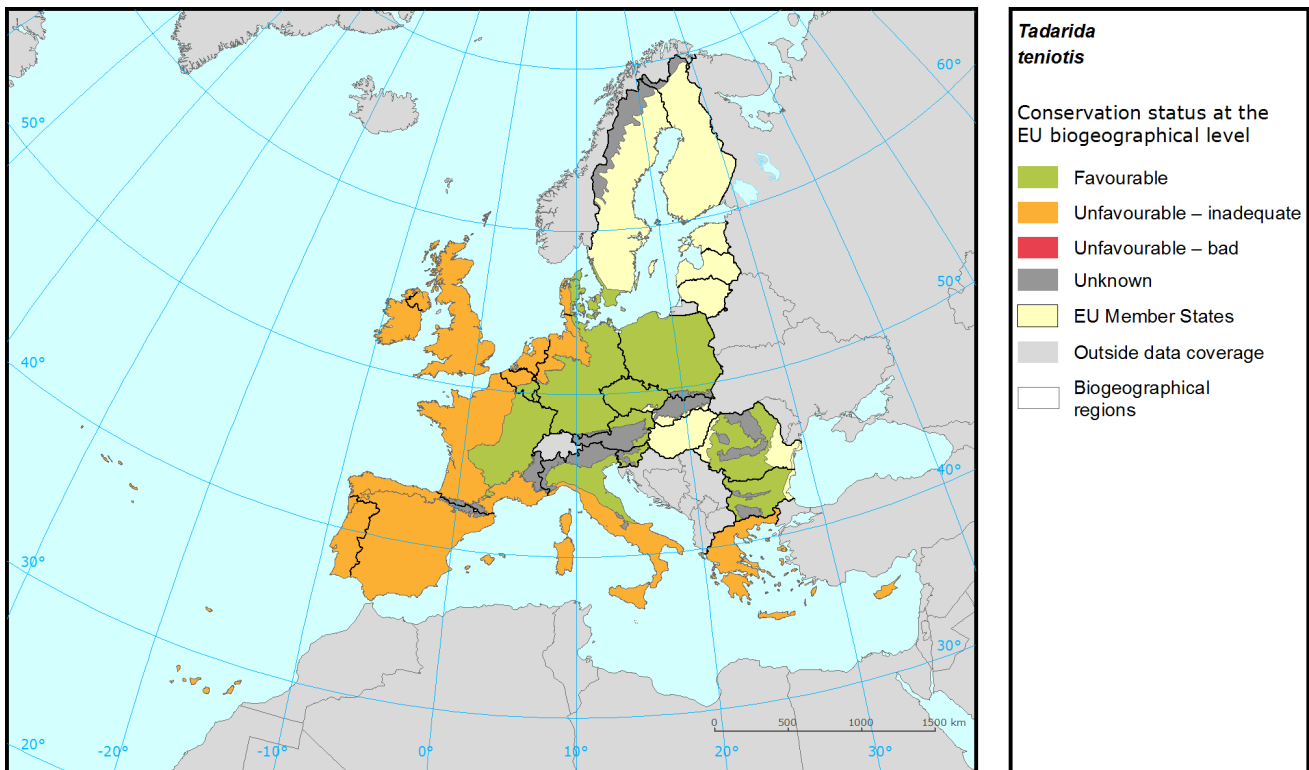 60°
50°
50°
40°
40°
30°
30°
20°
-20°
-10°
0°
10°
20°
30°
0 500 1000 1500 km
Tadarida
teniotis
Conservation status at the
EU biogeographical level
Favourable
Unfavourable – inadequate
Unfavourable – bad
Unknown
EU Member States
Outside data coverage
Biogeographical
regions